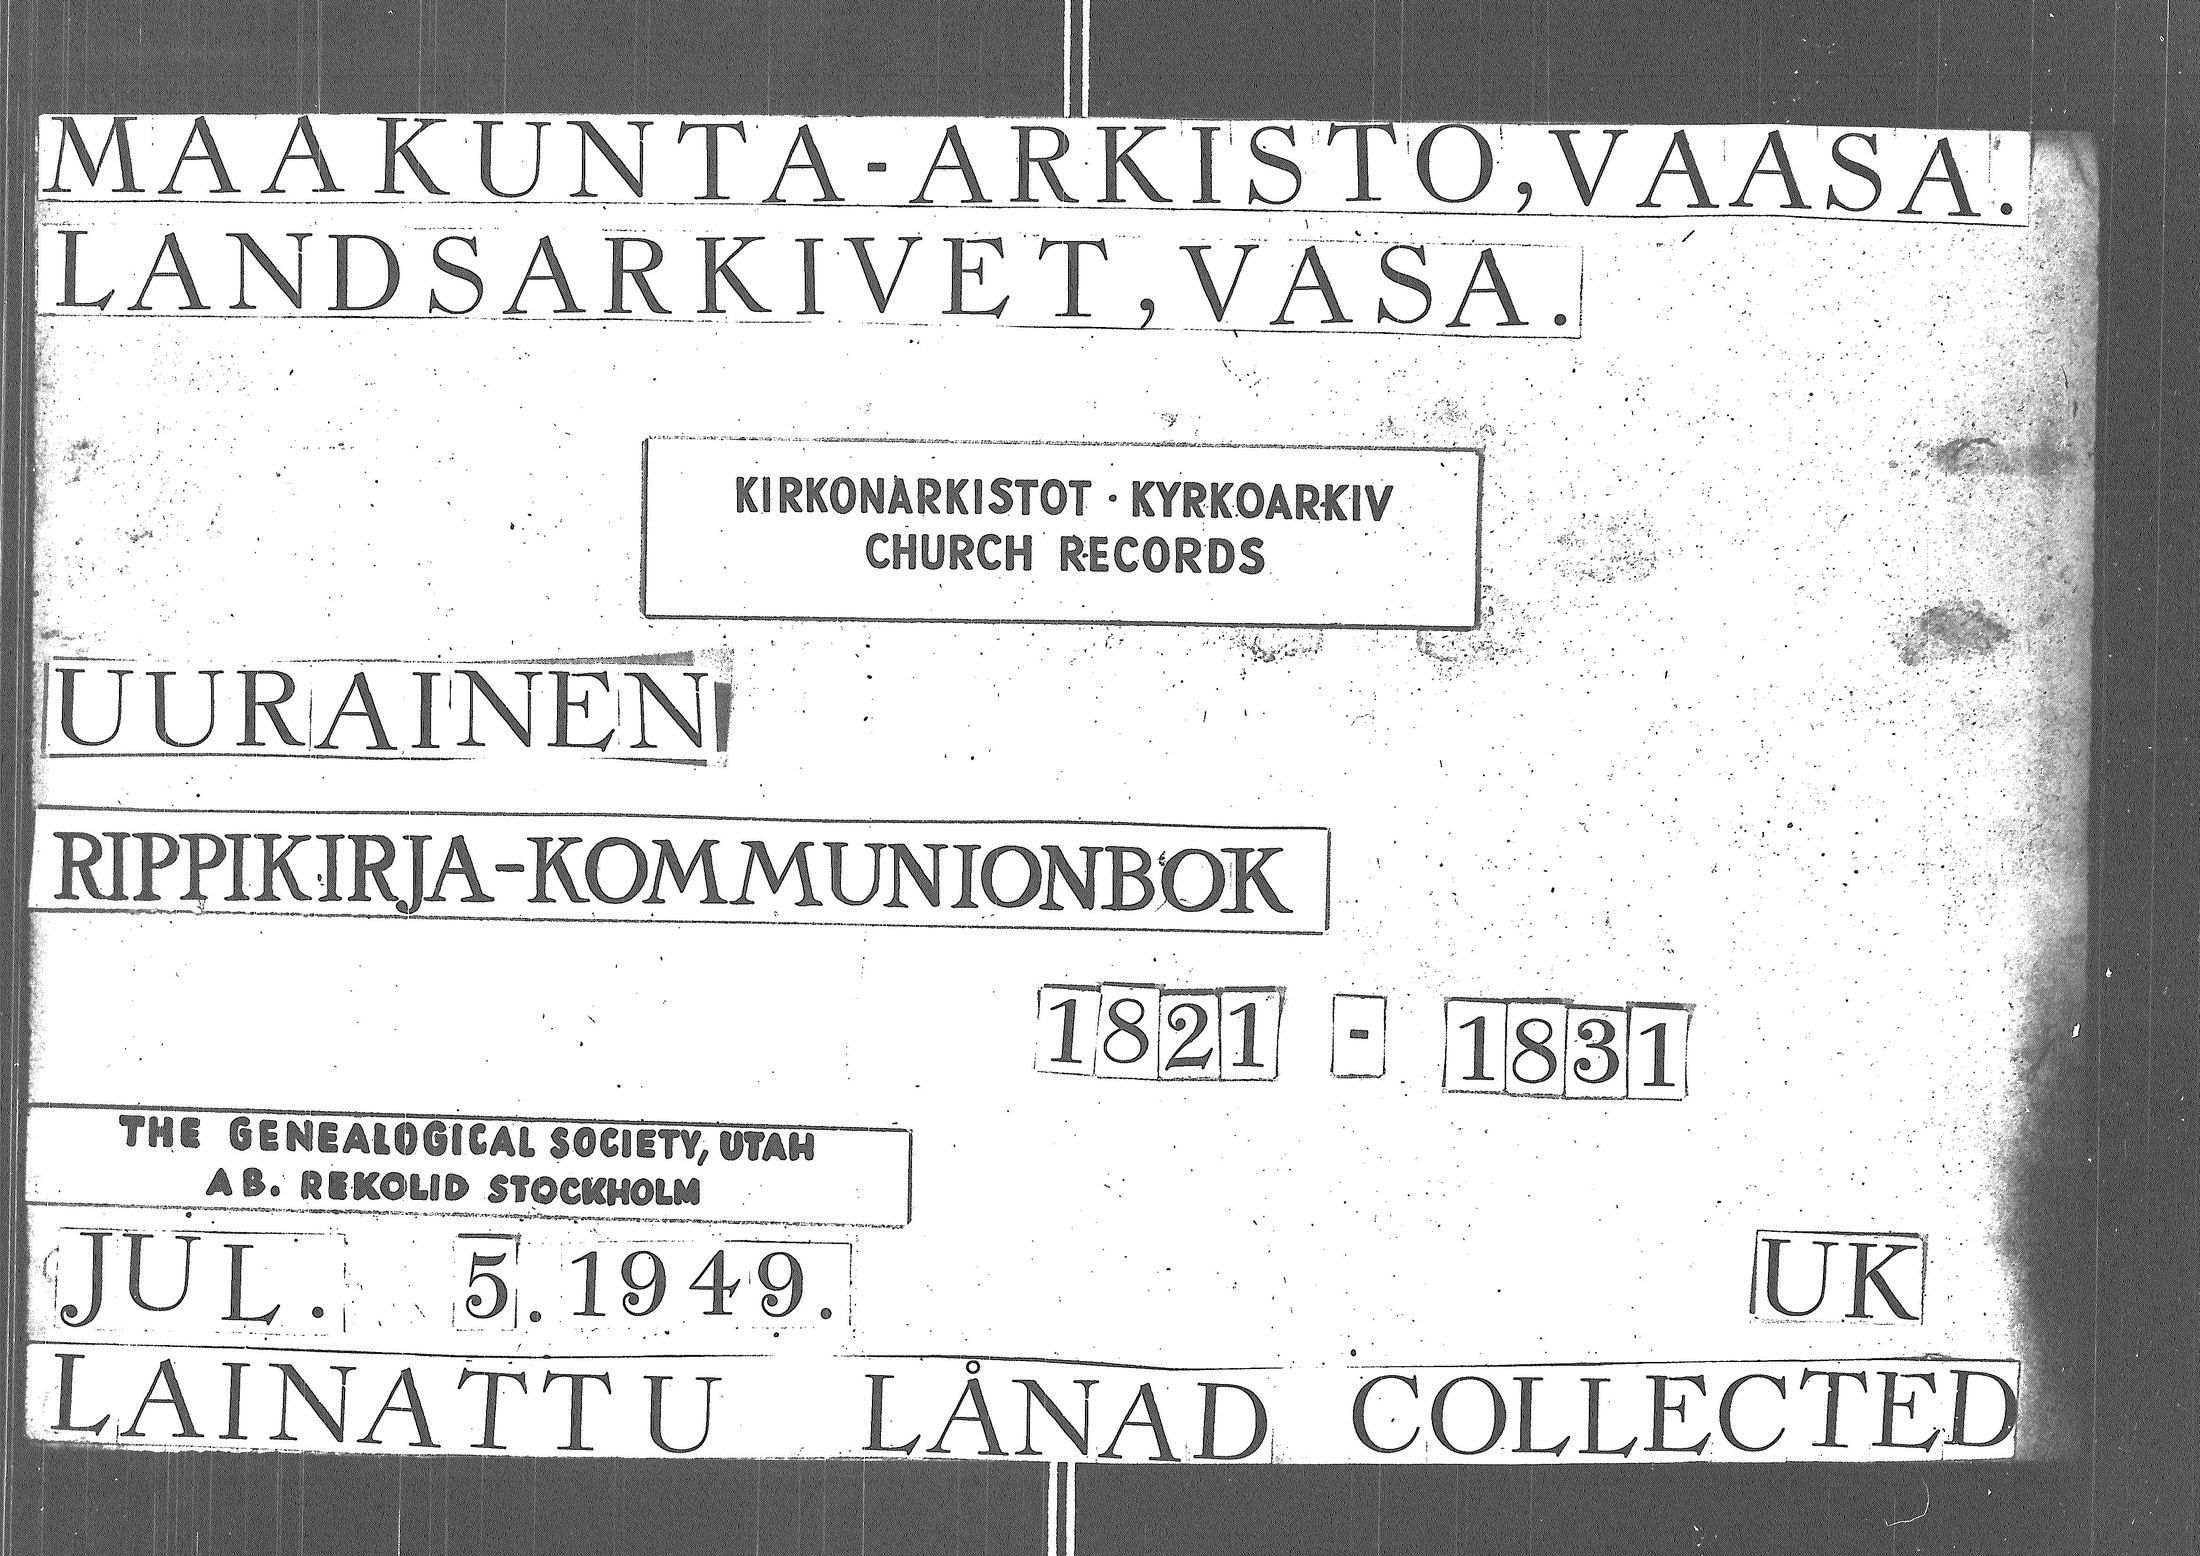 MAAKUNTA-ARKISTO, VAASA.
LANDSARKIVET, VASA.
KIRKONARKISTOT · KYRKOARKIV
CHURCH RECORDS
UURAINEN
RIPPIKIRJA-KOMMUNIONBOK
1821 - 1831
THE GENEALOGICAL SOCIETY, UTAH
AB. REKOLID STOCKHOLM
JUL. 5. 1949. UK
LAINATTU LÅNAD COLLECTED